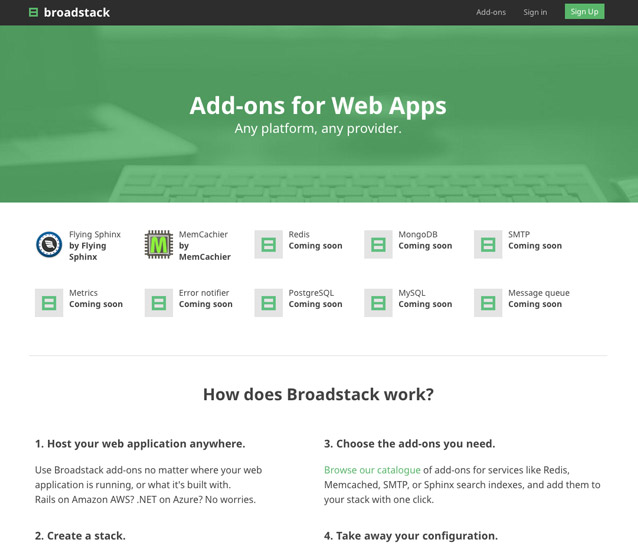 broadstack
Add-ons
Sign in
Sign Up
Add-ons for Web Apps
Any platform, any provider.
Flying Sphinx
by Flying
Sphinx
MemCachier
by
MemCachier
Redis
Coming soon
MongoDB
Coming soon
SMTP
Coming soon
Metrics
Coming soon
Error notifier
Coming soon
PostgreSQL
Coming soon
MySQL
Coming soon
Message queue
Coming soon
How does Broadstack work?
1. Host your web application anywhere.
Use Broadstack add-ons no matter where your web
application is running, or what it's built with.
Rails on Amazon AWS? .NET on Azure? No worries.
2. Create a stack.
3. Choose the add-ons you need.
Browse our catalogue of add-ons for services like Redis,
Memcached, SMTP, or Sphinx search indexes, and add them to
your stack with one click.
4. Take away your configuration.